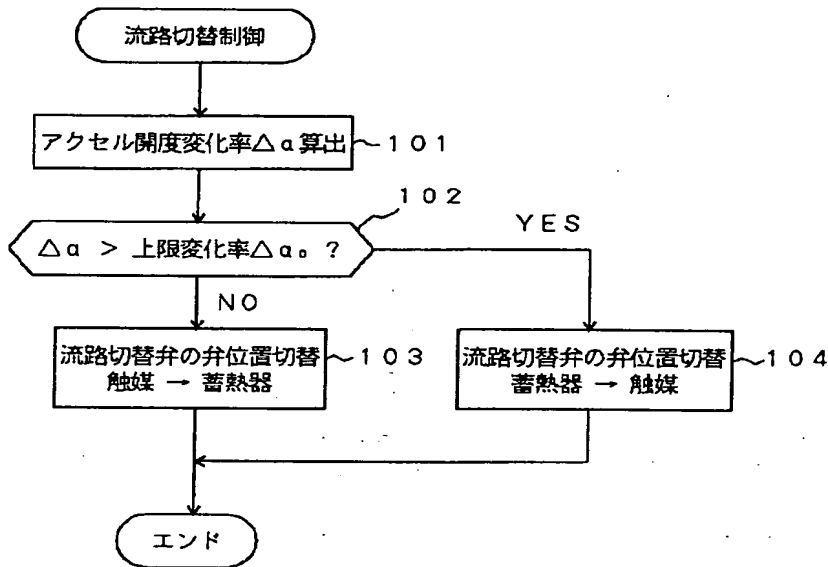 流路切替制御
アクセル開度変化率△α算出
101
102
△α > 上限変化率△α₀ ?
YES
NO
流路切替弁の弁位置切替
触媒 → 蓄熱器
103
流路切替弁の弁位置切替
蓄熱器 → 触媒
104
エンド